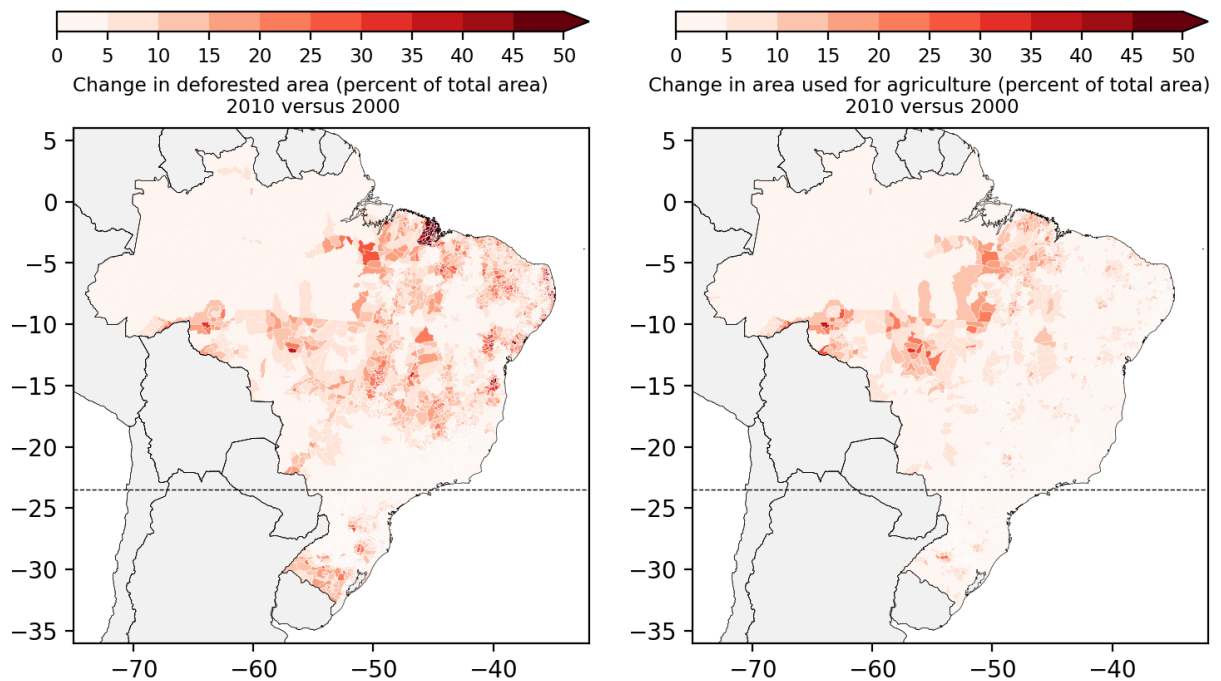 0 5 10 15 20 25 30 35 40 45 50
Change in deforested area (percent of total area)
2010 versus 2000
5
0
−5
−10
−15
−20
−25
−30
−35
−70 −60 −50 −40
0 5 10 15 20 25 30 35 40 45 50
Change in area used for agriculture (percent of total area)
2010 versus 2000
5
0
−5
−10
−15
−20
−25
−30
−35
−70 −60 −50 −40